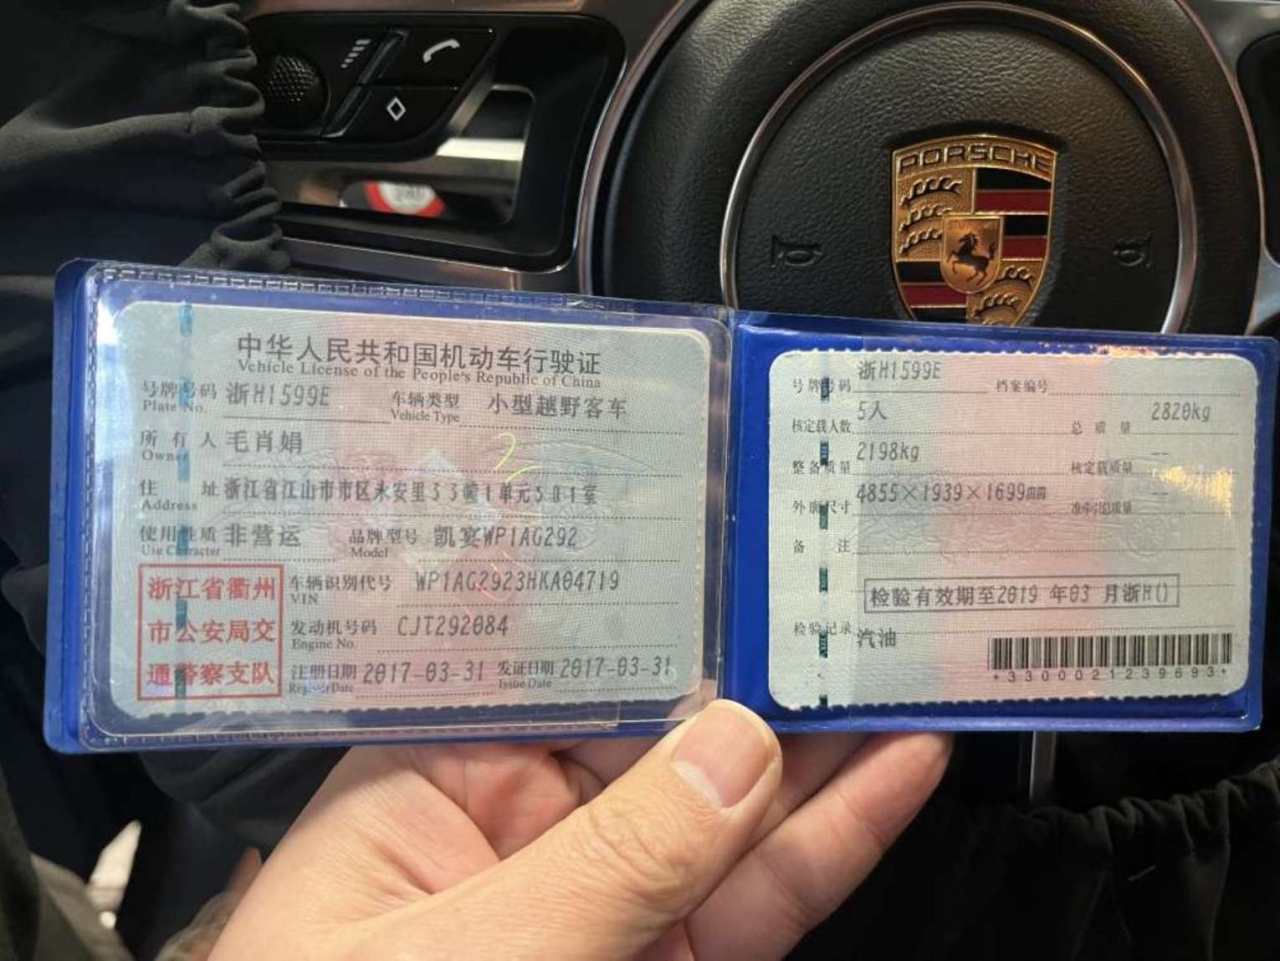 PORSCHE
中华人民共和国机动车行驶证
Vehicle License of the People's Republic of China
号牌号码 浙H1599E 车辆类型 小型越野客车
Plate No. Vehicle Type
所有人 毛肖娟
Owner
住址 浙江省江山市市区永安里33幢1单元501室
Address
使用性质 非营运 品牌型号 凯宴WP1AG292
Use Character Model
浙江省衢州
市公安局交
通警察支队
车辆识别代号 WP1AG2923HKA04719
VIN
发动机号码 CJT292084
Engine No.
注册日期 2017-03-31 发证日期 2017-03-31
Register Date Issue Date
号牌号码 浙H1599E 档案编号
核定载人数 5人 总质量 2820kg
整备质量 2198kg 核定载质量 --
外廓尺寸 4855×1939×1699mm 准牵引总质量 --
备注
检验有效期至2019 年03 月浙H()
检验记录 汽油
*3300021239693*